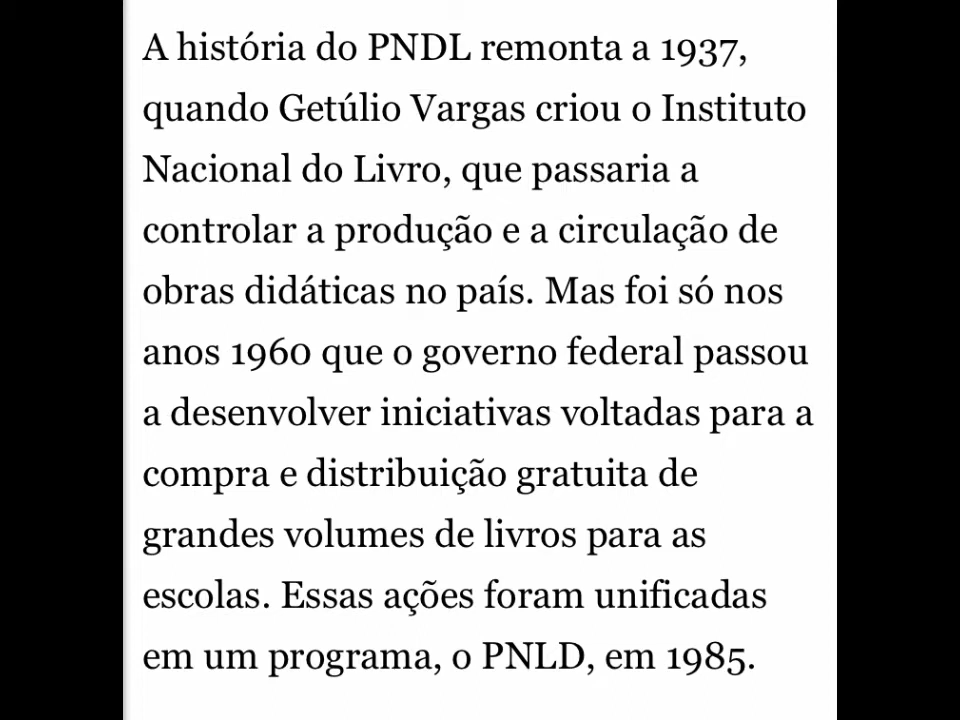 A história do PNDL remonta a 1937,
quando Getúlio Vargas criou o Instituto
Nacional do Livro, que passaria a
controlar a produção e a circulação de
obras didáticas no país. Mas foi só nos
anos 1960 que o governo federal passou
a desenvolver iniciativas voltadas para a
compra e distribuição gratuita de
grandes volumes de livros para as
escolas. Essas ações foram unificadas
em um programa, o PNLD, em 1985.